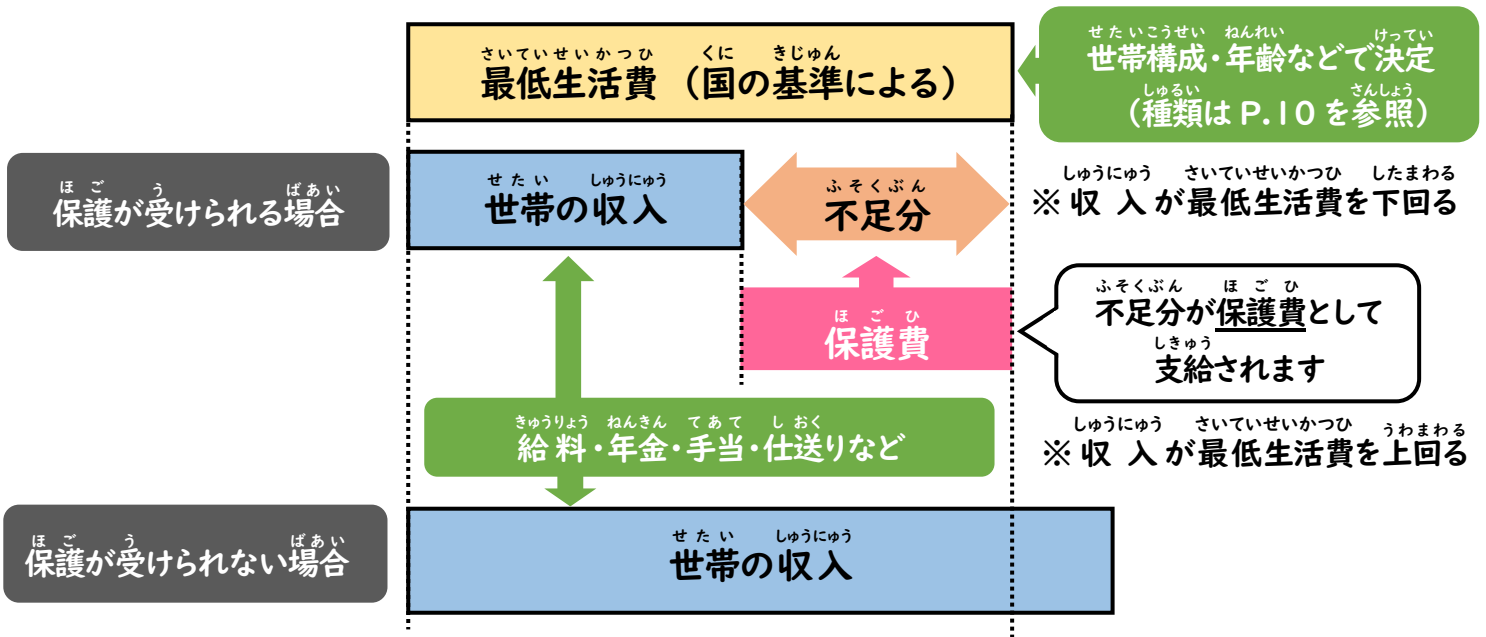 さいていせいかつひ くに きじゅん
最低生活費（国の基準による）
せたいこうせい ねんれい けってい
世帯構成・年齢などで決定
しゅるい さんしょう
（種類はP.10を参照）
ほご う ばあい
保護が受けられる場合
せたい しゅうにゅう
世帯の収入
ふそくぶん
不足分
しゅうにゅう さいていせいかつひ したまわる
※収入が最低生活費を下回る
ほごひ
保護費
ふそくぶん ほごひ
不足分が保護費として
しきゅう
支給されます
きゅうりょう ねんきん てあて しおく
給料・年金・手当・仕送りなど
しゅうにゅう さいていせいかつひ うわまわる
※収入が最低生活費を上回る
ほご う ばあい
保護が受けられない場合
せたい しゅうにゅう
世帯の収入